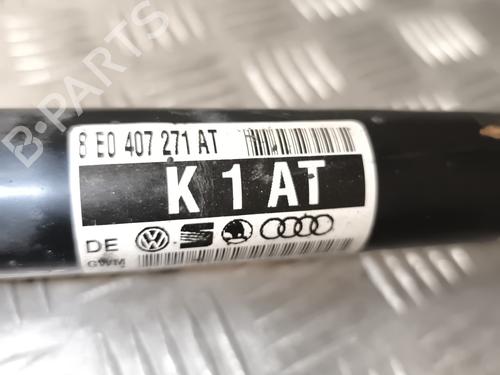 B-PARTS
8 E0 407 271 AT
K 1 AT
DE
GWM